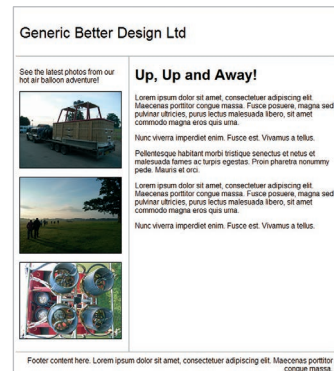 Generic Better Design Ltd
See the latest photos from our
hot air balloon adventure!
Up, Up and Away!
Lorem ipsum dolor sit amet, consectetuer adipiscing elit.
Maecenas porttitor congue massa. Fusce posuere, magna sed
pulvinar ultricies, purus lectus malesuada libero, sit amet
commodo magna eros quis urna.
Nunc viverra imperdiet enim. Fusce est. Vivamus a tellus.
Pellentesque habitant morbi tristique senectus et netus et
malesuada fames ac turpis egestas. Proin pharetra nonummy
pede. Mauris et orci.
Lorem ipsum dolor sit amet, consectetuer adipiscing elit.
Maecenas porttitor congue massa. Fusce posuere, magna sed
pulvinar ultricies, purus lectus malesuada libero, sit amet
commodo magna eros quis urna.
Nunc viverra imperdiet enim. Fusce est. Vivamus a tellus.
Footer content here. Lorem ipsum dolor sit amet, consectetuer adipiscing elit. Maecenas porttitor
congue massa.